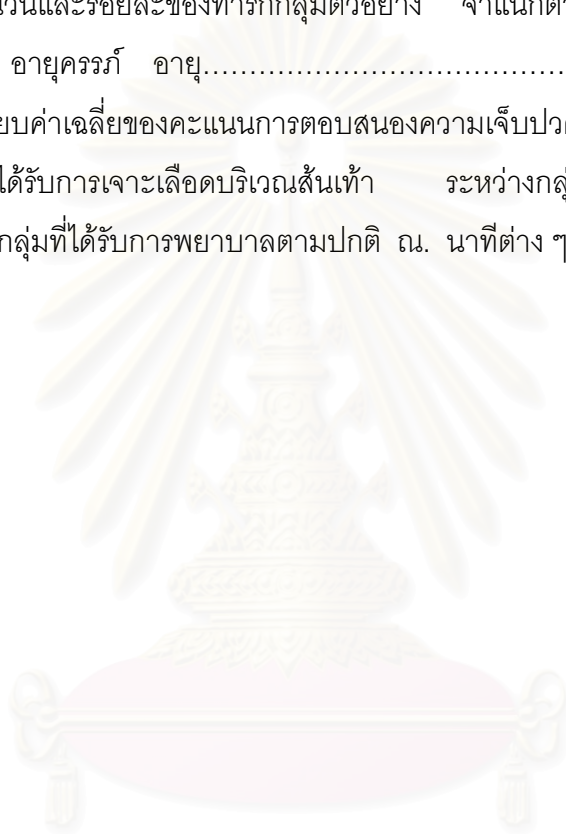 นวนและร้อยละของทารกกลุ่มตัวอย่าง จำแนกตา
อายุครรภ์ อายุ……………………………………
ยบค่าเฉลี่ยของคะแนนการตอบสนองความเจ็บปวด
ได้รับการเจาะเลือดบริเวณส้นเท้า ระหว่างกลุ่
กลุ่มที่ได้รับการพยาบาลตามปกติ ณ. นาทีต่าง ๆ